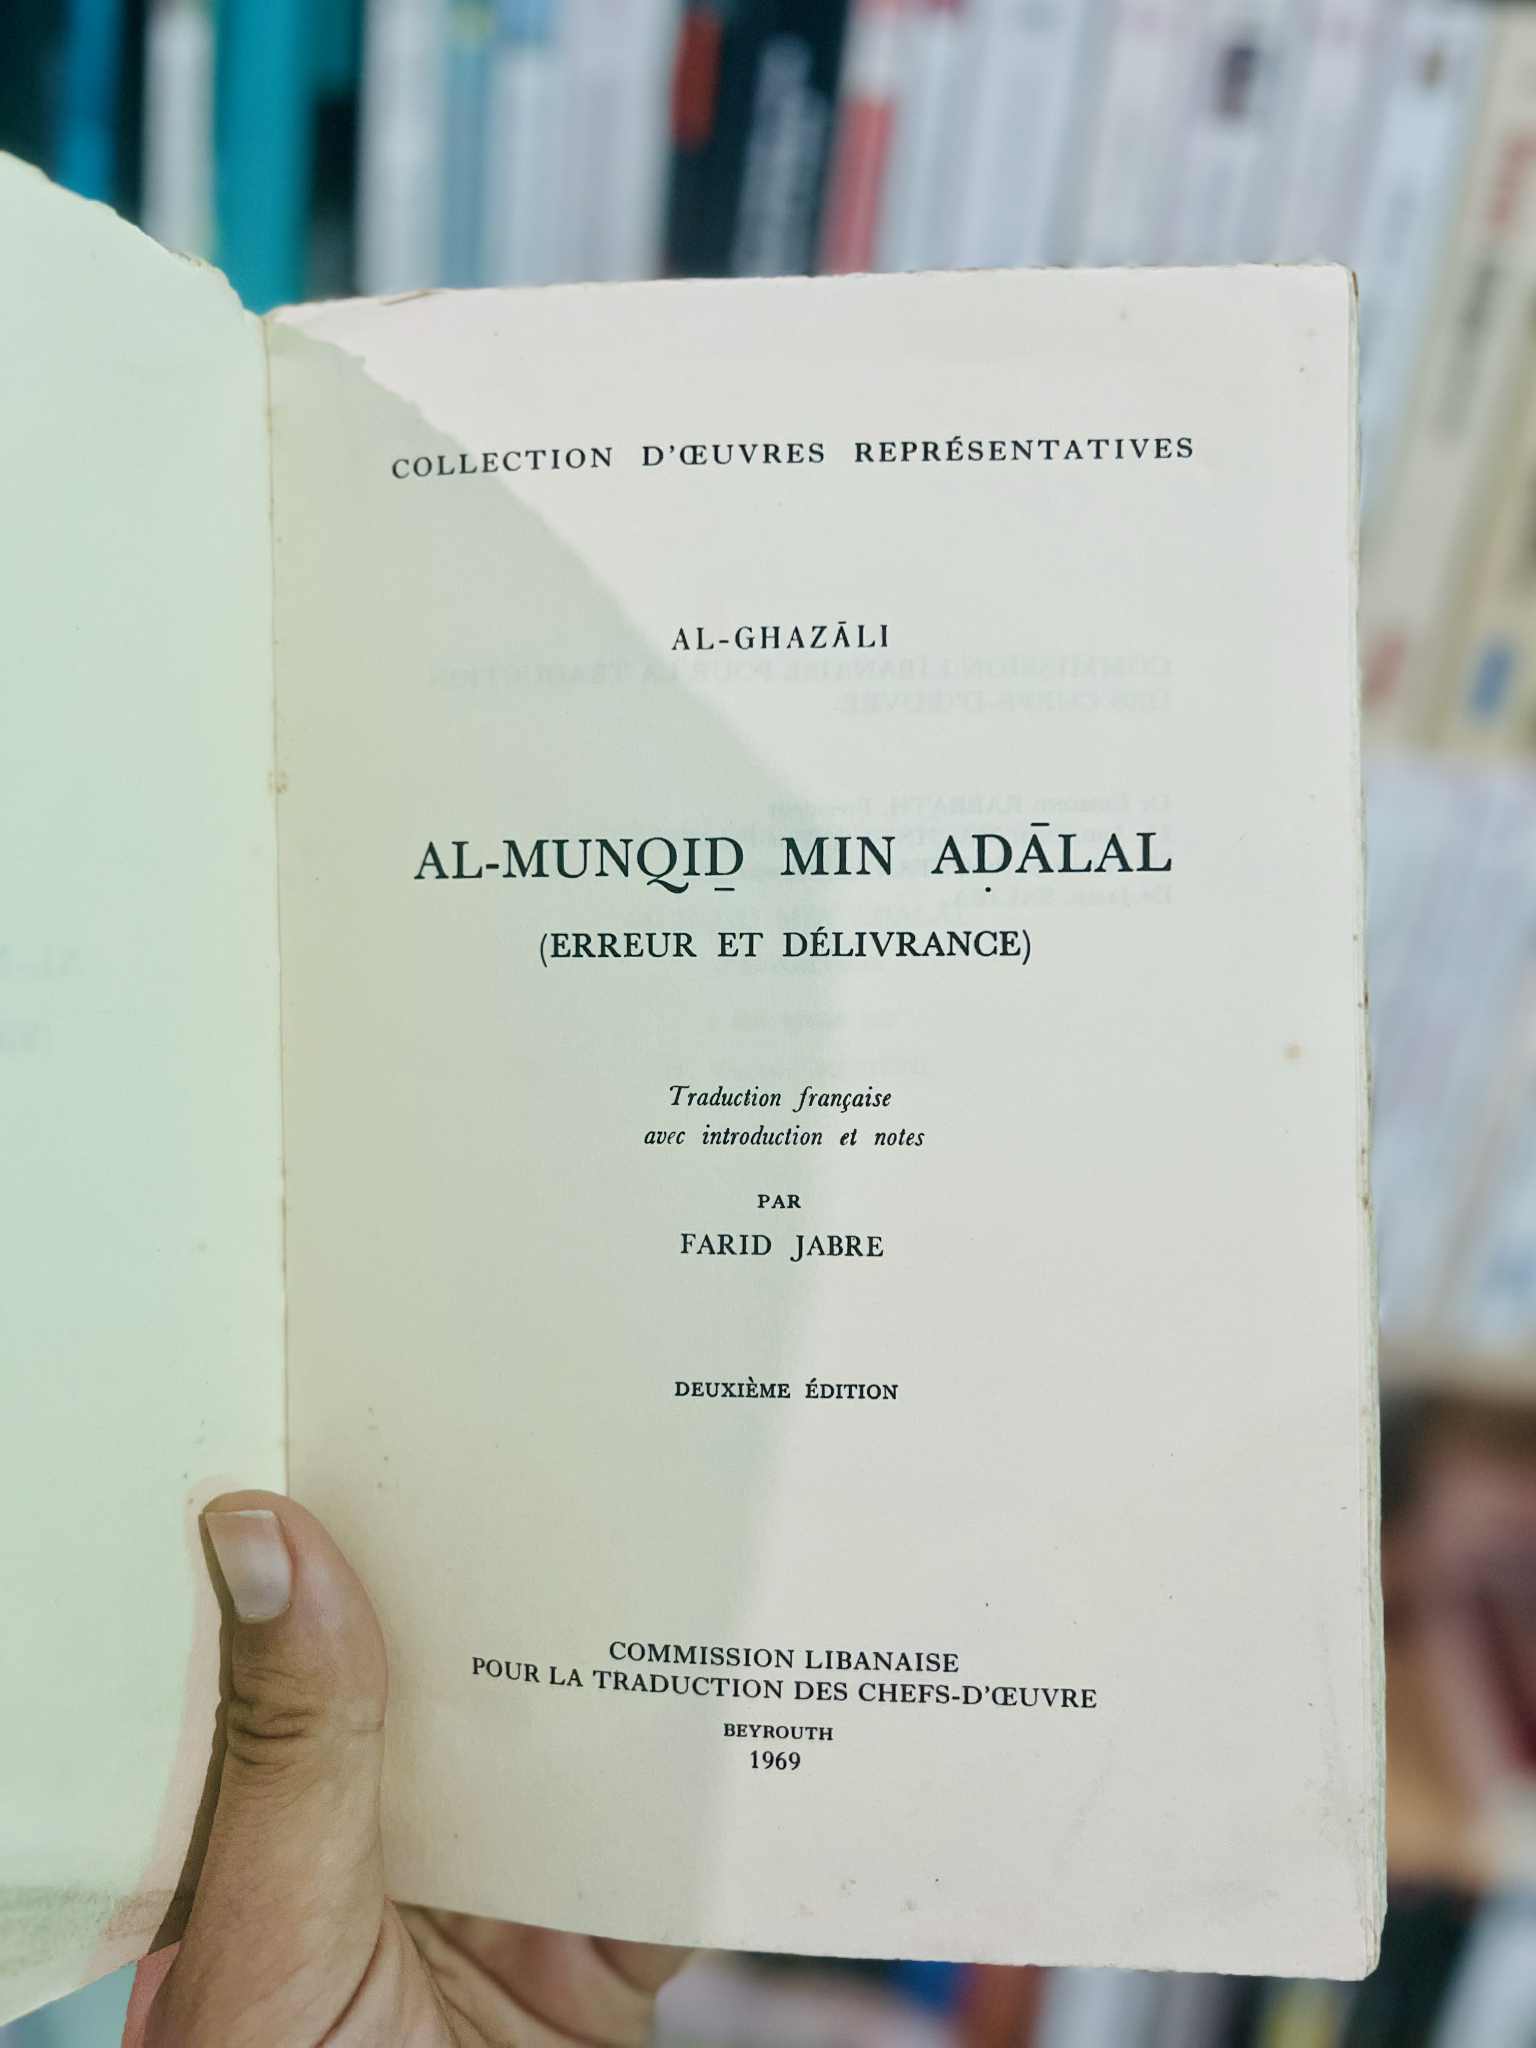 COLLECTION D'ŒUVRES REPRÉSENTATIVES
AL-GHAZĀLI
AL-MUNQIḎ MIN AḌĀLAL
(ERREUR ET DÉLIVRANCE)
Traduction française
avec introduction et notes
PAR
FARID JABRE
DEUXIÈME ÉDITION
COMMISSION LIBANAISE
POUR LA TRADUCTION DES CHEFS-D'ŒUVRE
BEYROUTH
1969